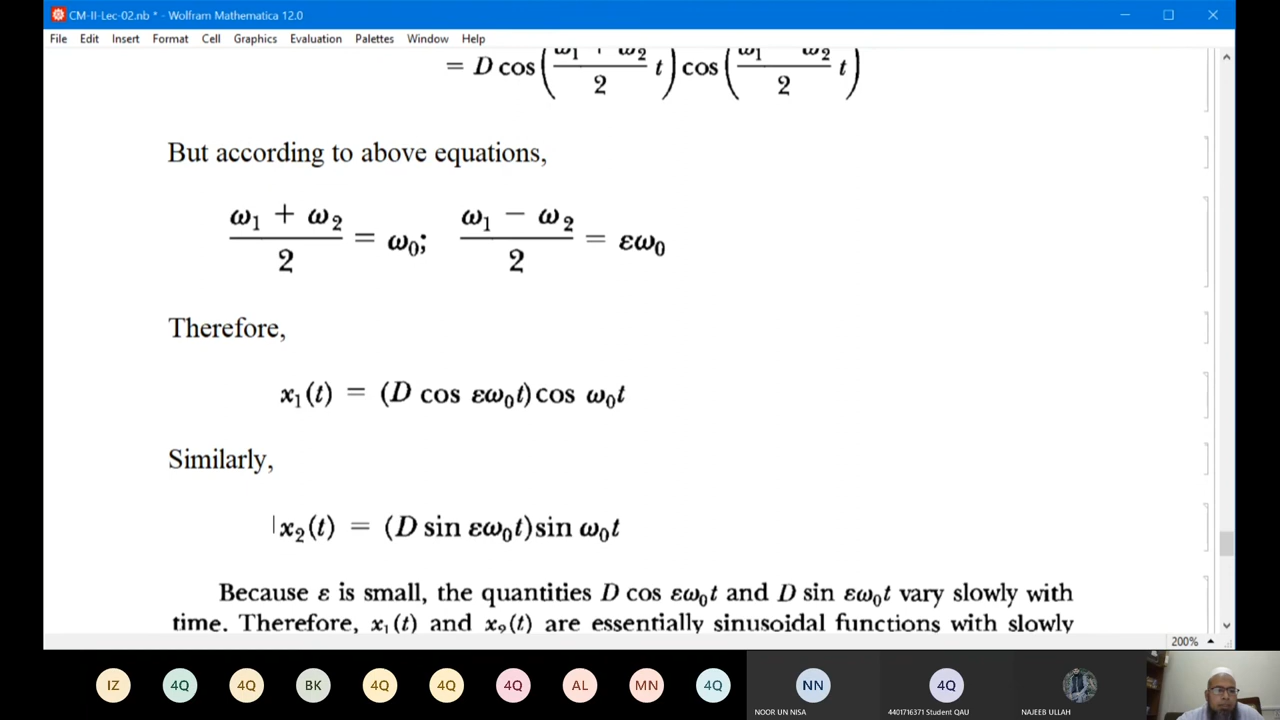 CM-II-Lec-02.nb * - Wolfram Mathematica 12.0
File Edit Insert Format Cell Graphics Evaluation Palettes Window Help
= D cos(ω₁ + ω₂/2 t) cos(ω₁ − ω₂/2 t)
But according to above equations,
ω₁ + ω₂/2 = ω₀; ω₁ − ω₂/2 = εω₀
Therefore,
x₁(t) = (D cos εω₀t)cos ω₀t
Similarly,
x₂(t) = (D sin εω₀t)sin ω₀t
Because ε is small, the quantities D cos εω₀t and D sin εω₀t vary slowly with
time. Therefore, x₁(t) and x₂(t) are essentially sinusoidal functions with slowly
200%
IZ 4Q 4Q BK 4Q 4Q 4Q AL MN 4Q NN 4Q
NOOR UN NISA 4401716371 Student QAU NAJEEB ULLAH